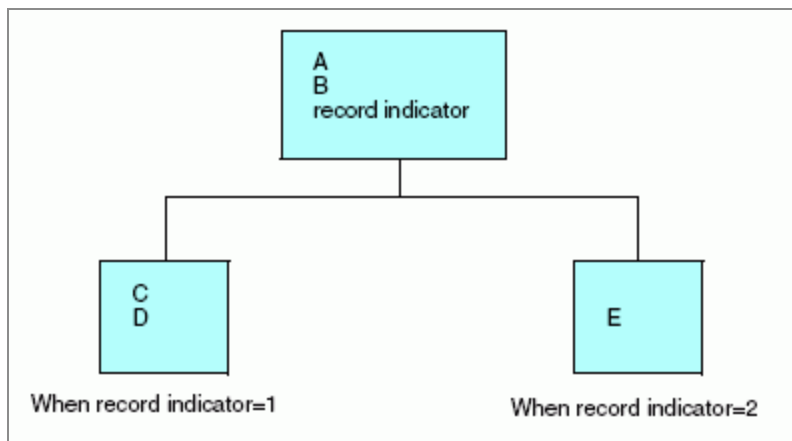 A
B
record indicator
C
D
When record indicator=1
E
When record indicator=2